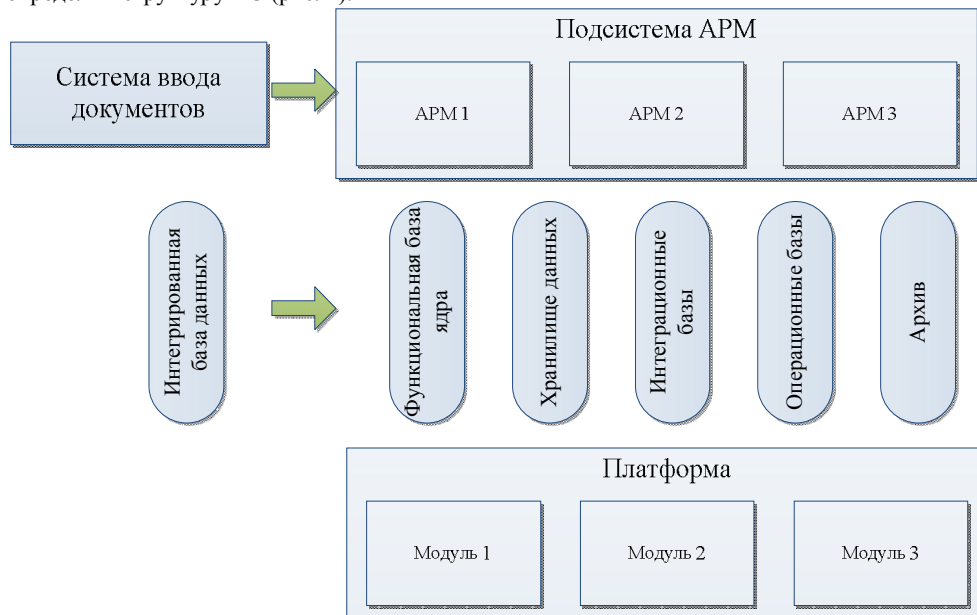 Система ввода
документов
Подсистема АРМ
АРМ 1
АРМ 2
АРМ 3
Интегрированная
база данных
Функциональная база
ядра
Хранилище данных
Интеграционные
базы
Операционные базы
Архив
Платформа
Модуль 1
Модуль 2
Модуль 3